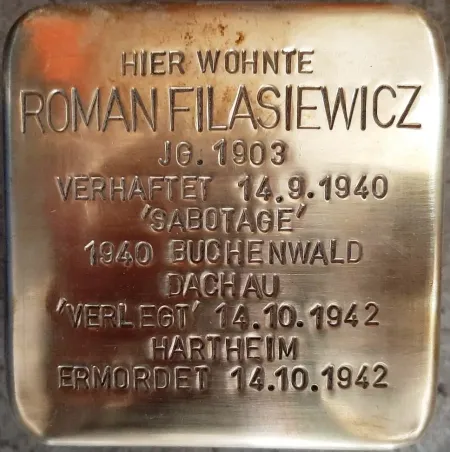 HIER WOHNTE
ROMAN FILASIEWICZ
JG. 1903
VERHAFTET 14.9.1940
'SABOTAGE'
1940 BUCHENWALD
DACHAU
'VERLEGT' 14.10.1942
HARTHEIM
ERMORDET 14.10.1942